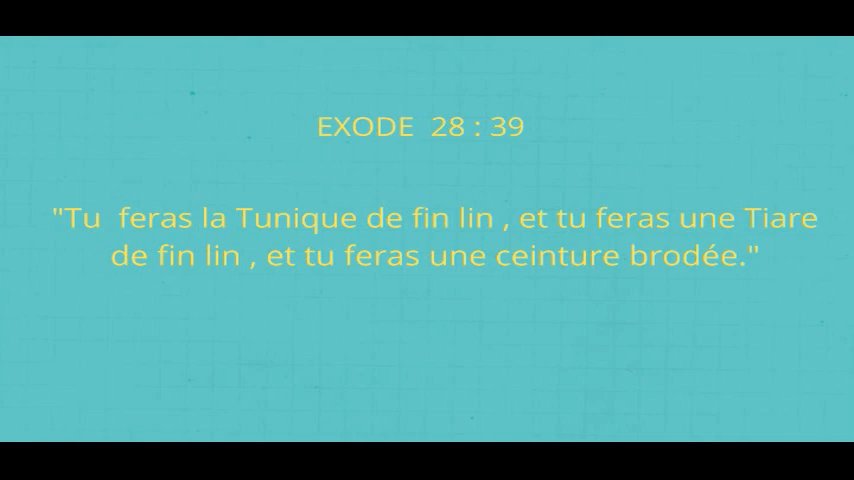 EXODE 28 : 39
"Tu feras la Tunique de fin lin , et tu feras une Tiare
de fin lin , et tu feras une ceinture brodée."